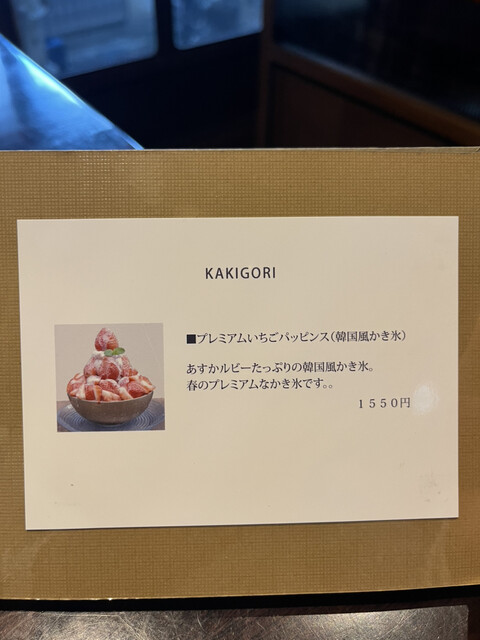 KAKIGORI
■プレミアムいちごパッピンス(韓国風かき氷)
あすかルビーたっぷりの韓国風かき氷。
春のプレミアムなかき氷です。。
１５５０円